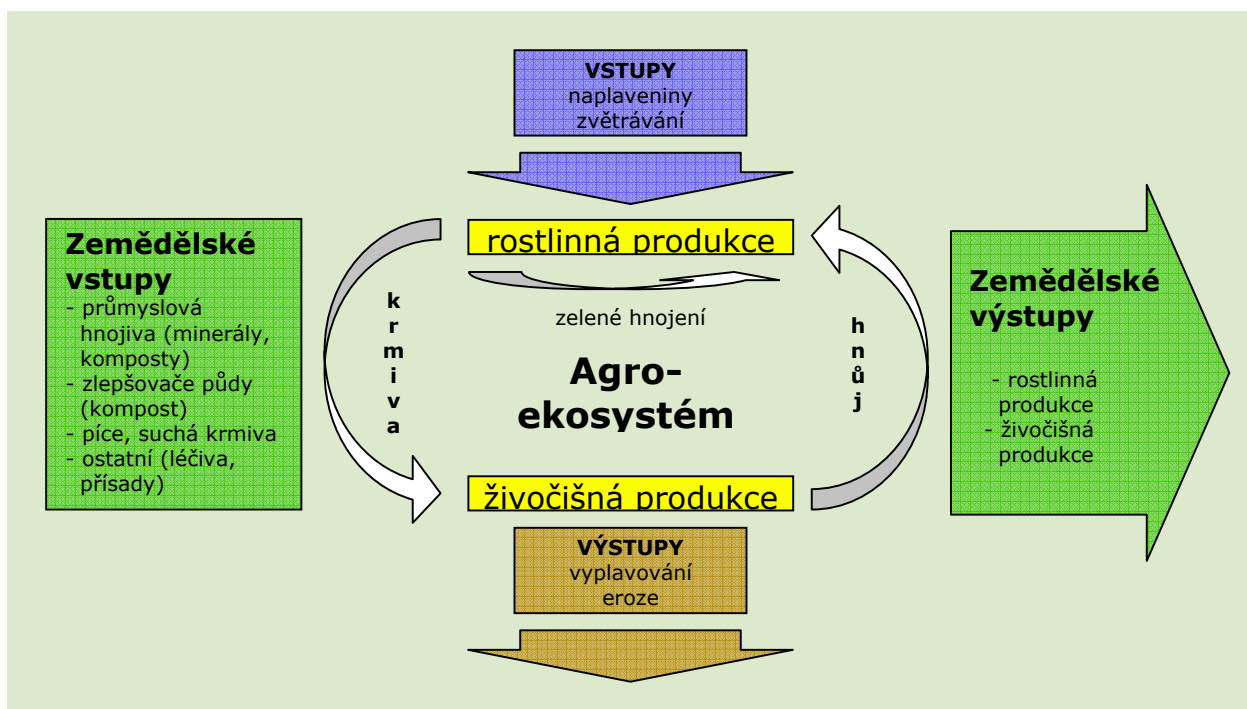 VSTUPY
naplaveniny
zvětrávání
rostlinná produkce
zelené hnojení
Zemědělské
vstupy
- průmyslová
hnojiva (minerály,
komposty)
- zlepšovače půdy
(kompost)
- píce, suchá krmiva
- ostatní (léčiva,
přísady)
k
r
m
i
v
a
Agro-
ekosystém
h
n
ů
j
Zemědělské
výstupy
- rostlinná
produkce
- živočišná
produkce
živočišná produkce
VÝSTUPY
vyplavování
eroze